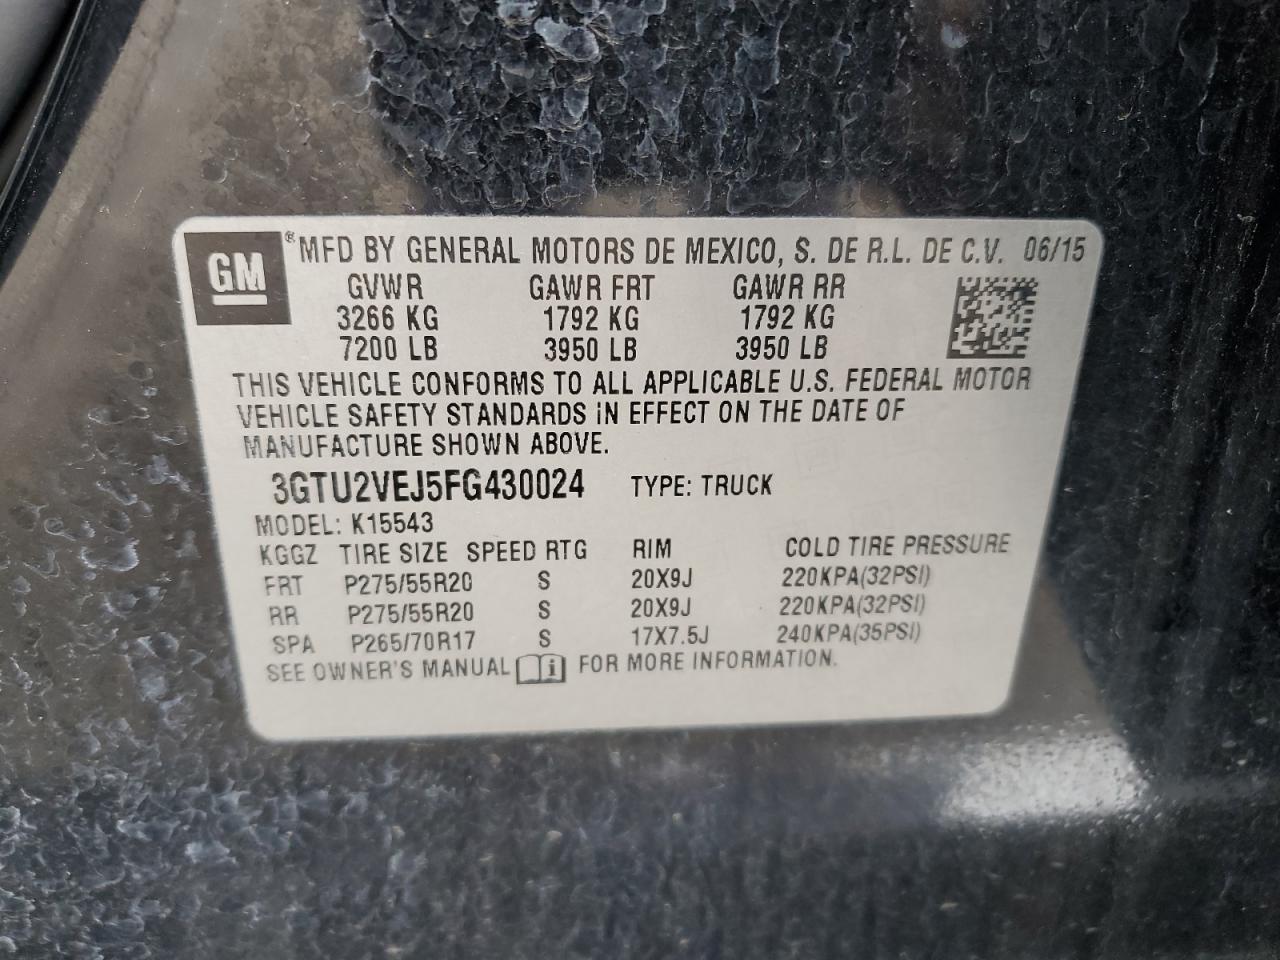 GM ® MFD BY GENERAL MOTORS DE MEXICO, S. DE R.L. DE C.V. 06/15
GVWR GAWR FRT GAWR RR
3266 KG 1792 KG 1792 KG
7200 LB 3950 LB 3950 LB
THIS VEHICLE CONFORMS TO ALL APPLICABLE U.S. FEDERAL MOTOR
VEHICLE SAFETY STANDARDS IN EFFECT ON THE DATE OF
MANUFACTURE SHOWN ABOVE.
3GTU2VEJ5FG430024 TYPE: TRUCK
MODEL: K15543
KGGZ TIRE SIZE SPEED RTG RIM COLD TIRE PRESSURE
FRT P275/55R20 S 20X9J 220KPA(32PSI)
RR P275/55R20 S 20X9J 220KPA(32PSI)
SPA P265/70R17 S 17X7.5J 240KPA(35PSI)
SEE OWNER'S MANUAL i FOR MORE INFORMATION.